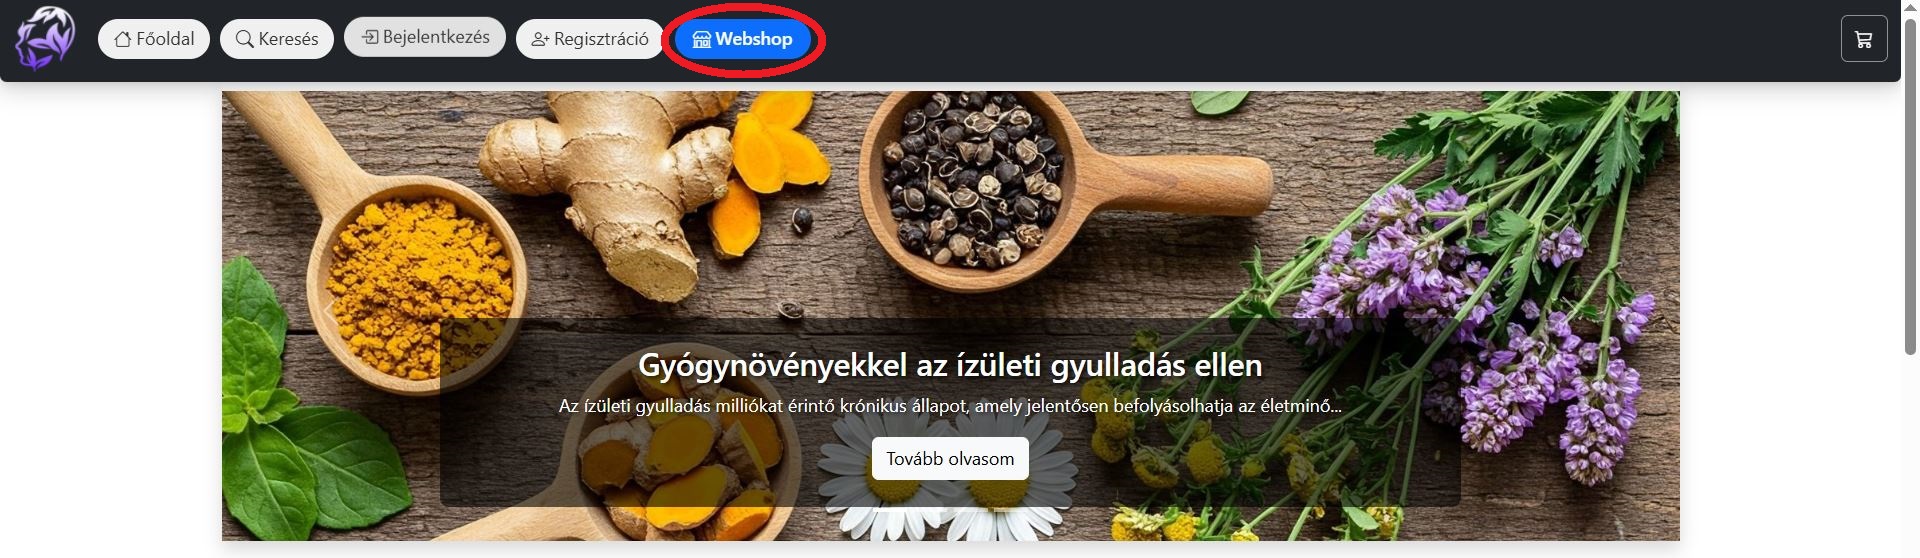 Főoldal Keresés Bejelentkezés Regisztráció Webshop
Gyógynövényekkel az ízületi gyulladás ellen
Az ízületi gyulladás milliókat érintő krónikus állapot, amely jelentősen befolyásolhatja az életminő...
Tovább olvasom